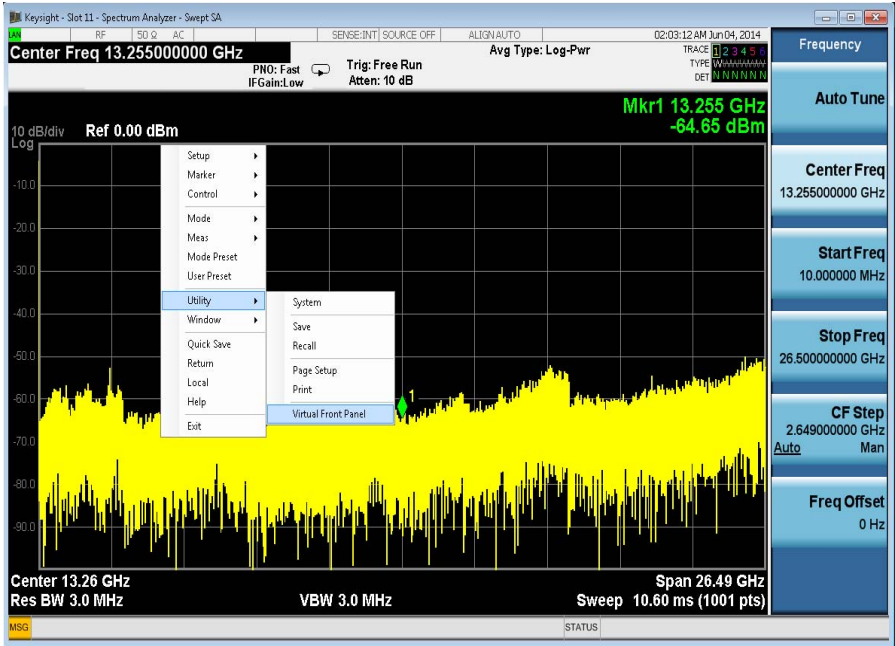 Keysight - Slot 11 - Spectrum Analyzer - Swept SA
LAN RF 50 Ω AC SENSE:INT SOURCE OFF ALIGN AUTO 02:03:12 AM Jun 04, 2014
Center Freq 13.255000000 GHz
PNO: Fast
IFGain:Low
Trig: Free Run
Atten: 10 dB
Avg Type: Log-Pwr
TRACE 1 2 3 4 5 6
TYPE
DET N N N N N N
Mkr1 13.255 GHz
-64.65 dBm
10 dB/div Ref 0.00 dBm
Log
-10.0
-20.0
-30.0
-40.0
-50.0
-60.0
-70.0
-80.0
-90.0
1
Setup
Marker
Control
Mode
Meas
Mode Preset
User Preset
Utility
Window
Quick Save
Return
Local
Help
Exit
System
Save
Recall
Page Setup
Print
Virtual Front Panel
Center 13.26 GHz
Res BW 3.0 MHz
VBW 3.0 MHz
Span 26.49 GHz
Sweep 10.60 ms (1001 pts)
MSG
STATUS
Frequency
Auto Tune
Center Freq
13.255000000 GHz
Start Freq
10.000000 MHz
Stop Freq
26.500000000 GHz
CF Step
2.649000000 GHz
Auto Man
Freq Offset
0 Hz